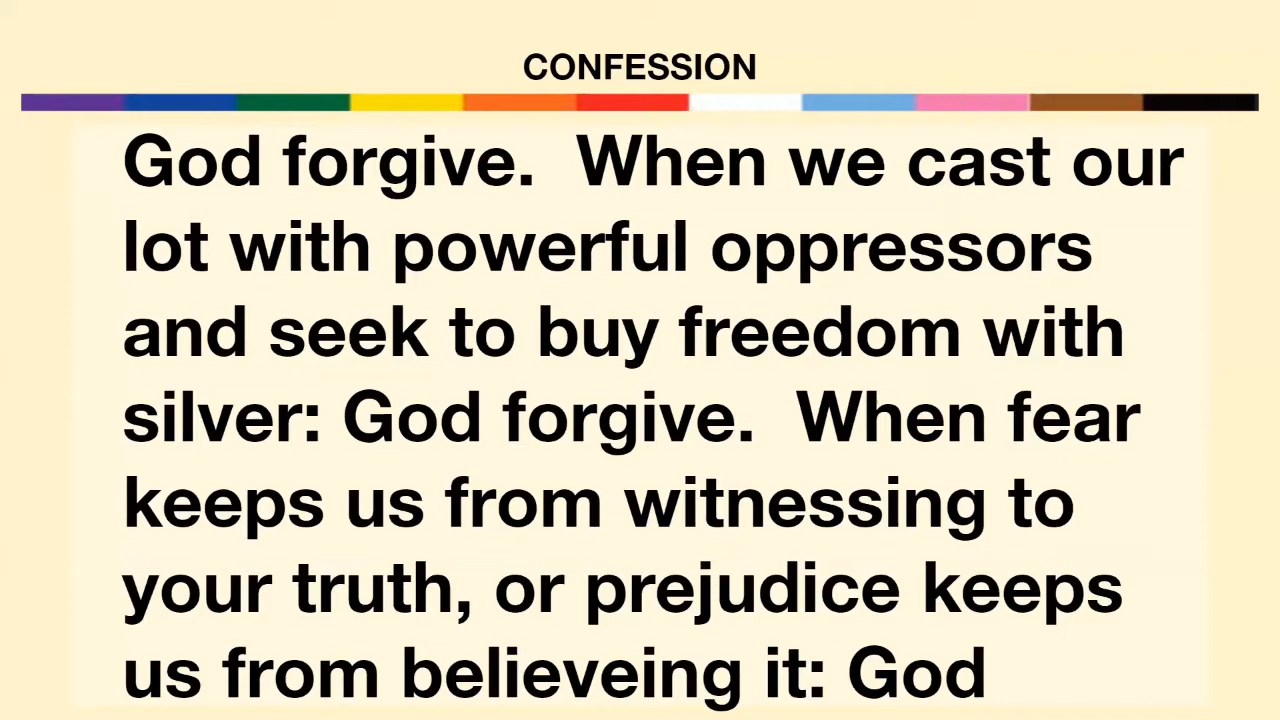 CONFESSION
God forgive.  When we cast our
lot with powerful oppressors
and seek to buy freedom with
silver: God forgive.  When fear
keeps us from witnessing to
your truth, or prejudice keeps
us from believeing it: God